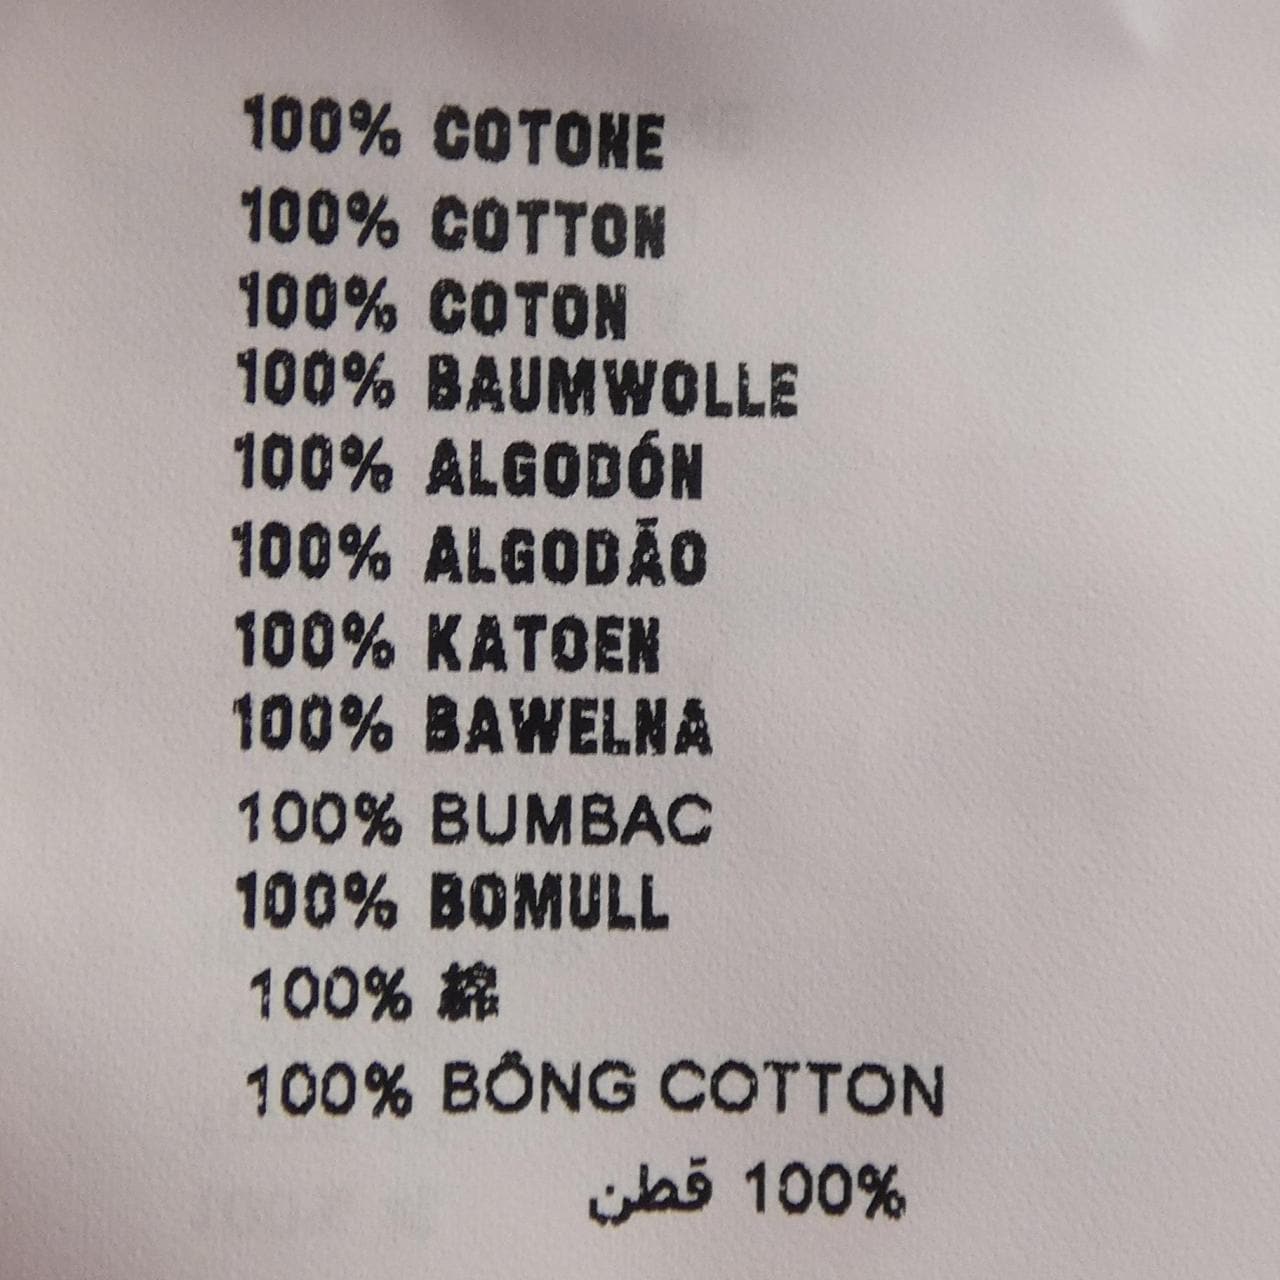 100% COTONE
100% COTTON
100% COTON
100% BAUMWOLLE
100% ALGODÓN
100% ALGODÃO
100% KATOEN
100% BAWELNA
100% BUMBAC
100% BOMULL
100% 綿
100% BÔNG COTTON
100% قطن